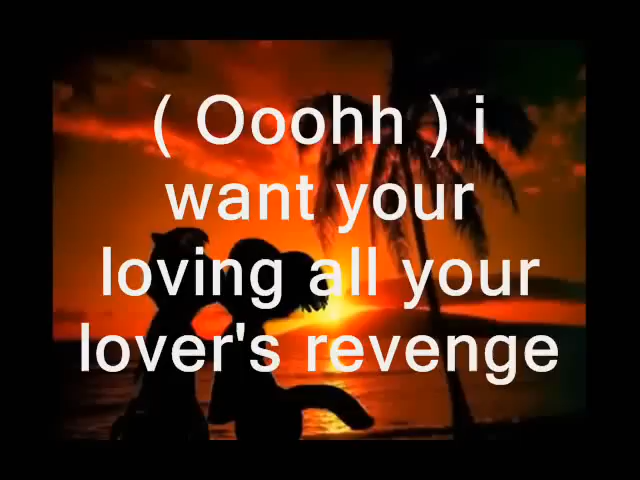 ( Ooohh ) i
want your
loving all your
lover's revenge